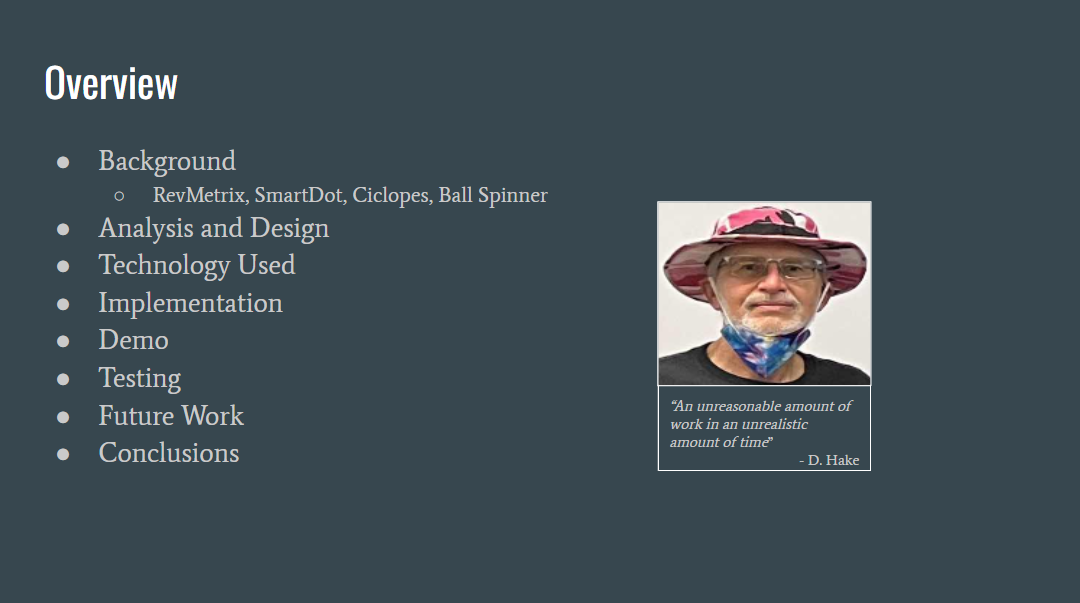 Overview
● Background
○ RevMetrix, SmartDot, Ciclopes, Ball Spinner
● Analysis and Design
● Technology Used
● Implementation
● Demo
● Testing
● Future Work
● Conclusions
“An unreasonable amount of
work in an unrealistic
amount of time”
- D. Hake